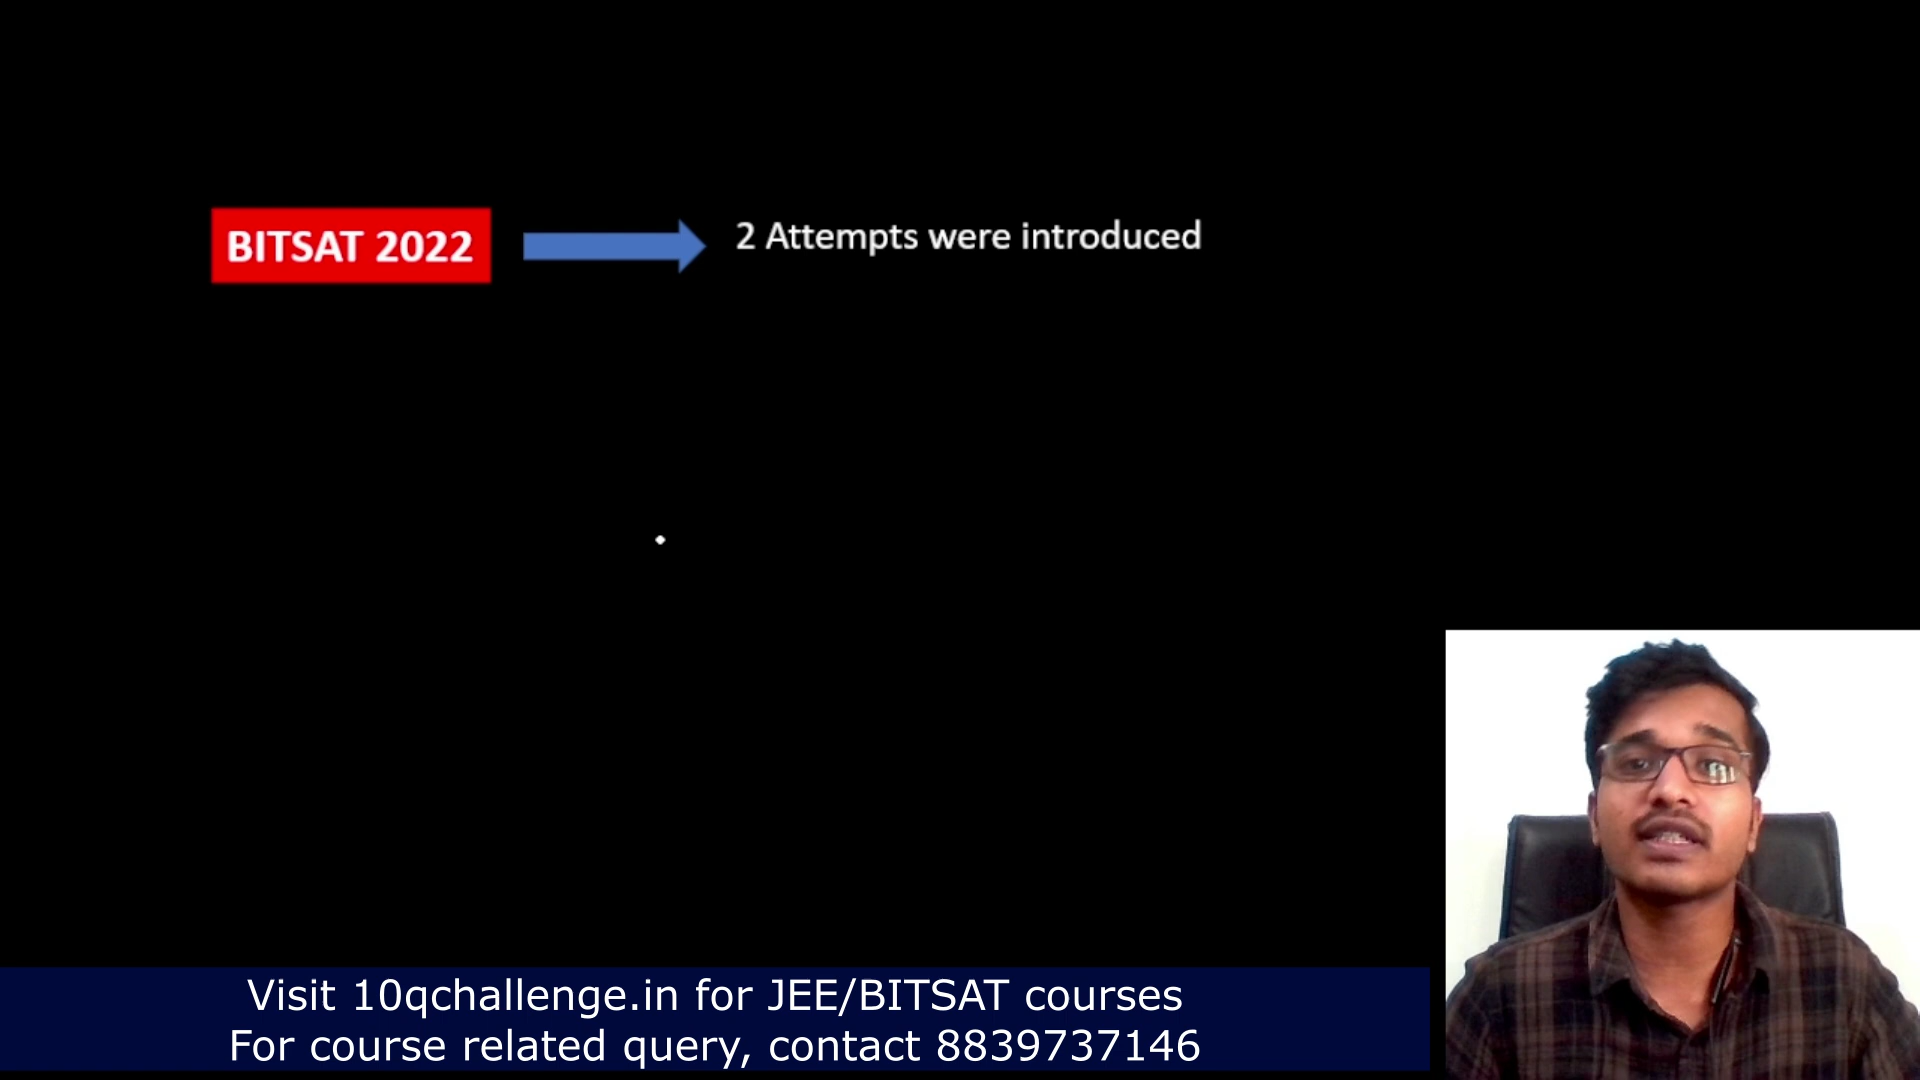 BITSAT 2022
2 Attempts were introduced
Visit 10qchallenge.in for JEE/BITSAT courses
For course related query, contact 8839737146